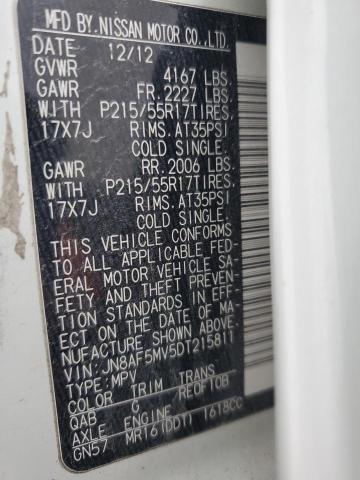 MFD BY.NISSAN MOTOR CO.,LTD.
DATE 12/12
GVWR 4167 LBS.
GAWR FR. 2227 LBS.
WITH P215/55R17TIRES.
17X7J RIMS. AT35PSI
COLD SINGLE.
GAWR RR. 2006 LBS.
WITH P215/55R17TIRES.
17X7J RIMS. AT35PSI
COLD SINGLE.
THIS VEHICLE CONFORMS
TO ALL APPLICABLE FED-
ERAL MOTOR VEHICLE SA-
FETY AND THEFT PREVEN-
TION STANDARDS IN EFF-
ECT ON THE DATE OF MA-
NUFACTURE SHOWN ABOVE.
VIN: JN8AF5MV5DT215811
TYPE: MPV
COLOR TRIM TRANS
QAB G RE0F10B
AXLE ENGINE
GN57 MR16(DDT) 1618CC